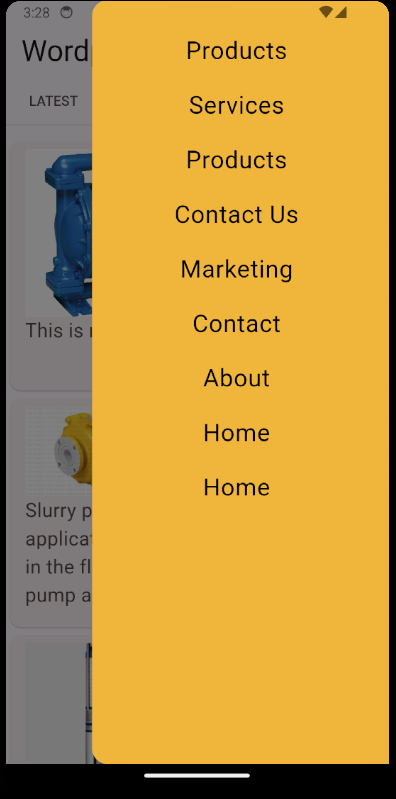 3:28
Word
LATEST
Products
Services
Products
Contact Us
Marketing
Contact
About
Home
Home
This is
Slurry p
applica
in the fl
pump a